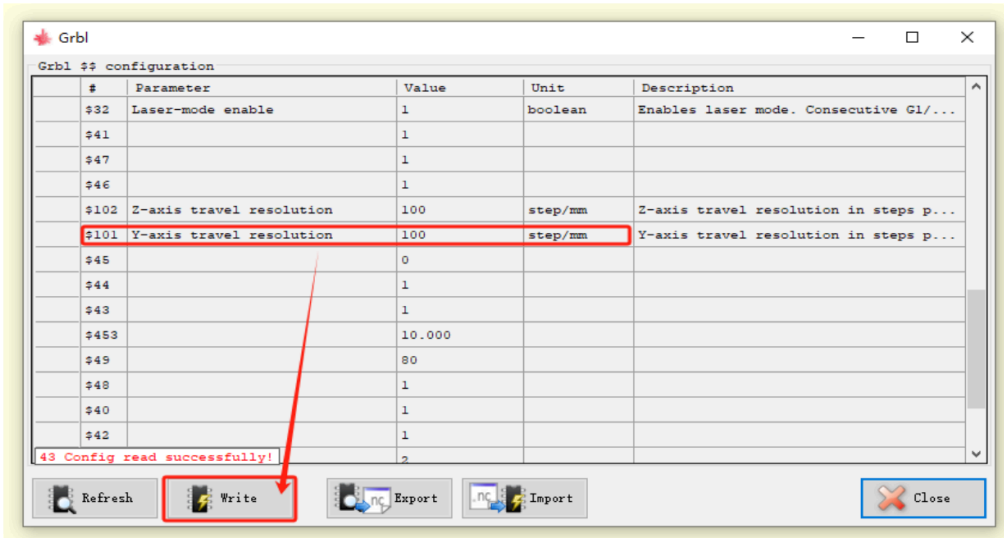 Grbl
Grbl $$ configuration
# Parameter Value Unit Description
$32 Laser-mode enable 1 boolean Enables laser mode. Consecutive G1/...
$41 1
$47 1
$46 1
$102 Z-axis travel resolution 100 step/mm Z-axis travel resolution in steps p...
$101 Y-axis travel resolution 100 step/mm Y-axis travel resolution in steps p...
$45 0
$44 1
$43 1
$453 10.000
$49 80
$48 1
$40 1
$42 1
43 Config read successfully! 2
Refresh Write nc Export .nc Import Close